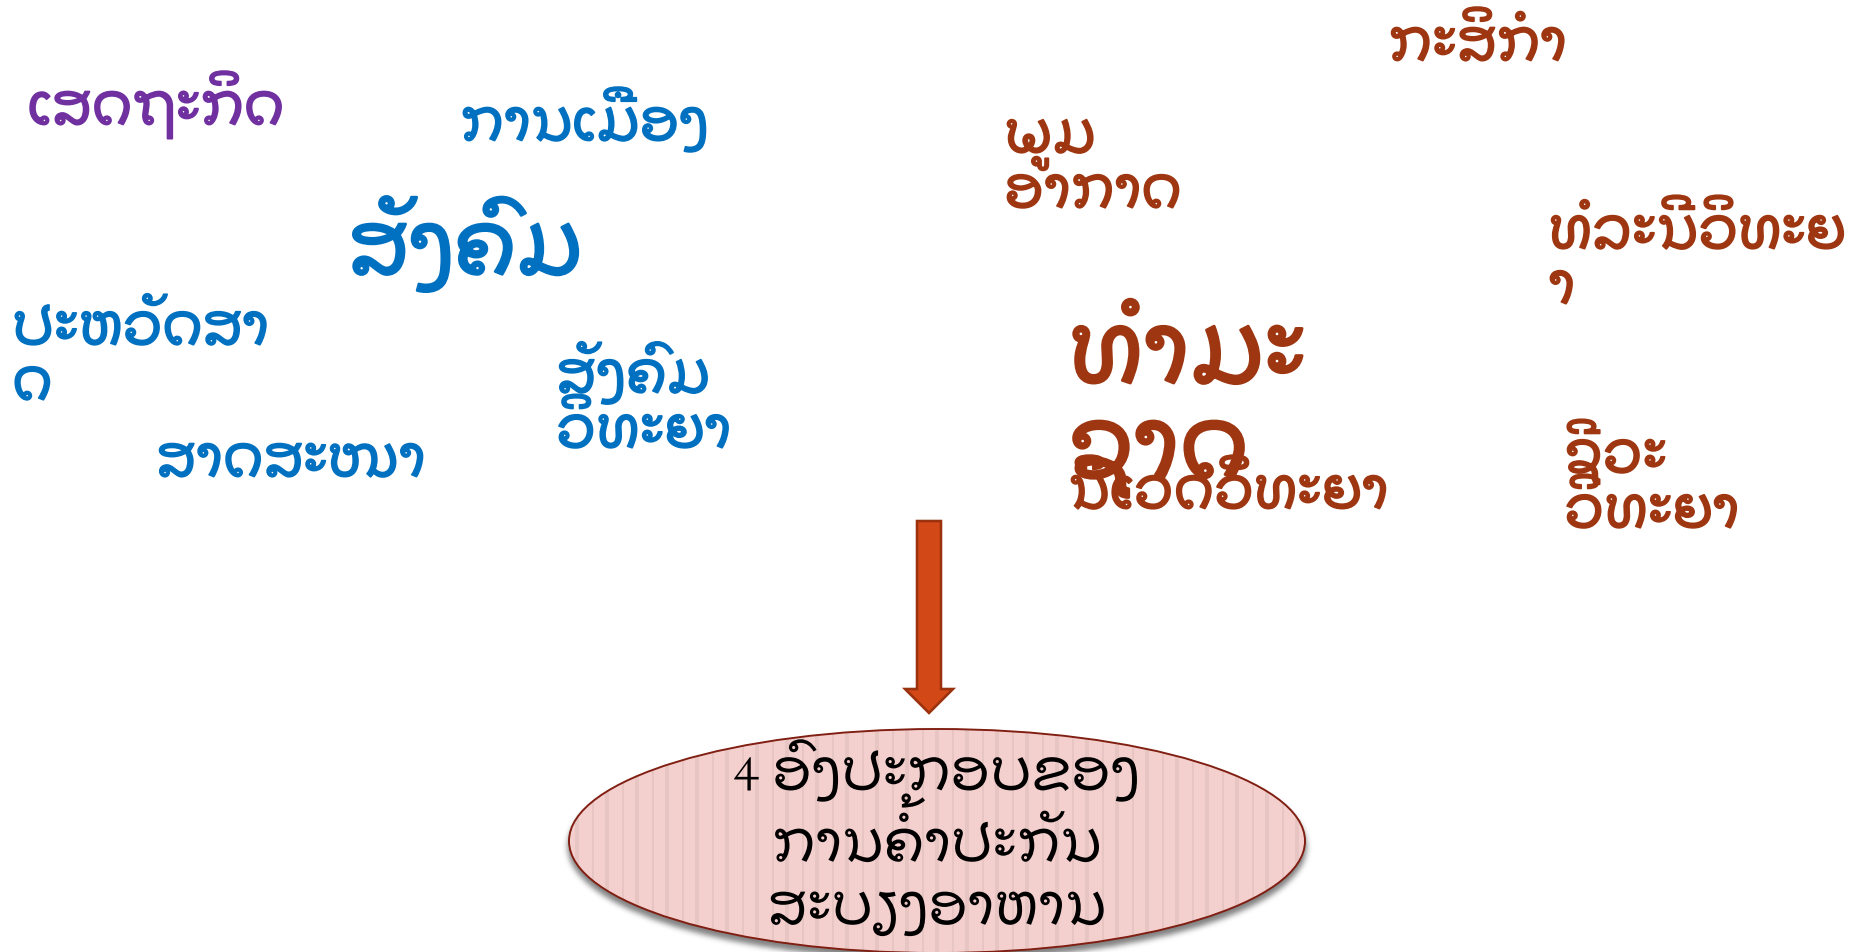 ກະສິກຳ
ເສດຖະກິດ
ການເມືອງ
ພູມ
ອາກາດ
ສັງຄົມ
ທໍລະນີວິທະຍ
າ
ປະຫວັດສາ
ດ
ທຳມະ
ຊາດ
ສັງຄົມ
ວິທະຍາ
ສາດສະໜາ
ນິເວດວິທະຍາ
ຊີວະ
ວິທະຍາ
4 ອົງປະກອບຂອງ
ການຄ້ຳປະກັນ
ສະບຽງອາຫານ